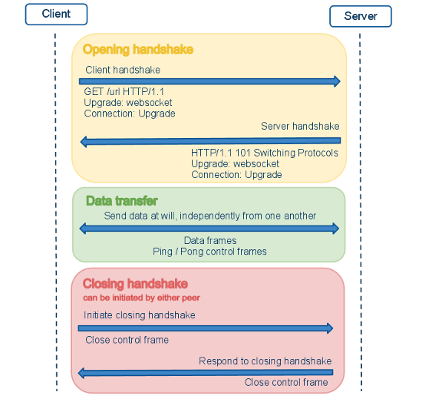 Client
Server
Opening handshake
Client handshake
GET /url HTTP/1.1
Upgrade: websocket
Connection: Upgrade
Server handshake
HTTP/1.1 101 Switching Protocols
Upgrade: websocket
Connection: Upgrade
Data transfer
Send data at will, independently from one another
Data frames
Ping / Pong control frames
Closing handshake
can be initiated by either peer
Initiate closing handshake
Close control frame
Respond to closing handshake
Close control frame